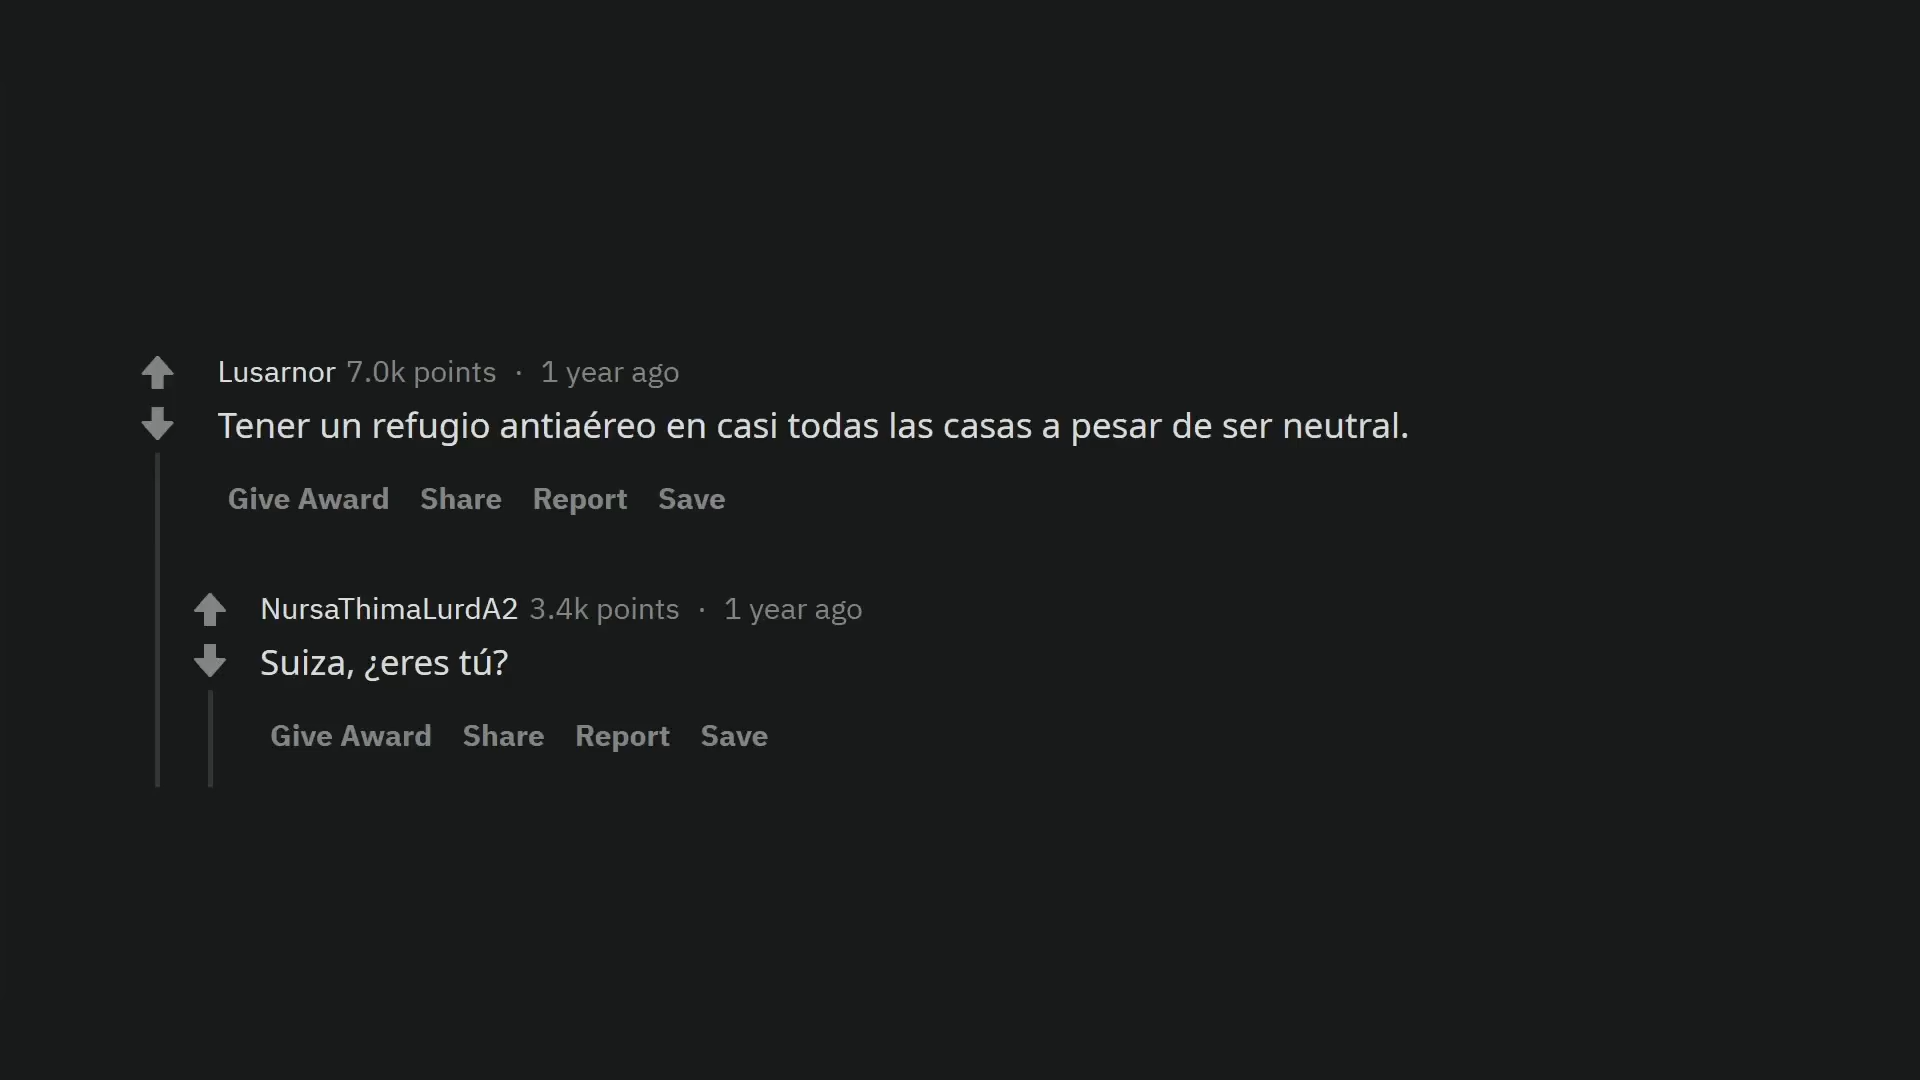 Lusarnor 7.0k points · 1 year ago
Tener un refugio antiaéreo en casi todas las casas a pesar de ser neutral.
Give Award Share Report Save
NursaThimaLurdA2 3.4k points · 1 year ago
Suiza, ¿eres tú?
Give Award Share Report Save